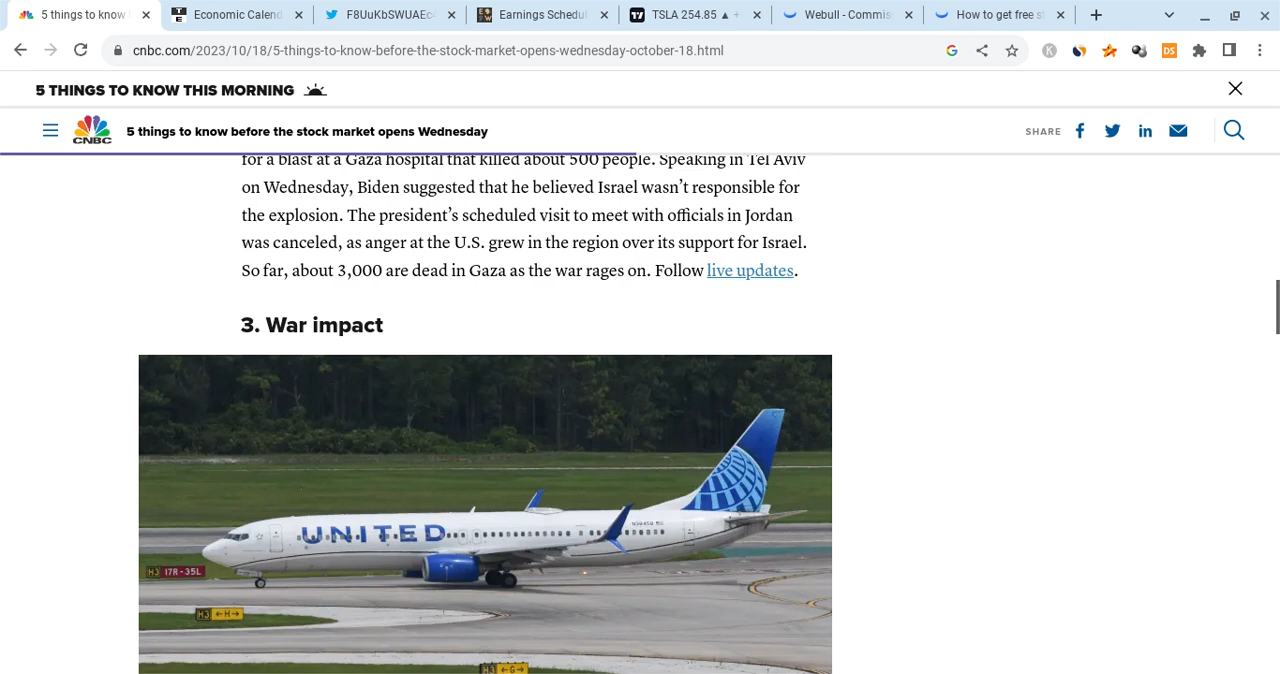 5 things to know
Economic Calend
F8UuKbSWUAEc
Earnings Schedul
TSLA 254.85 ▲ +
Webull - Commis
How to get free st
cnbc.com/2023/10/18/5-things-to-know-before-the-stock-market-opens-wednesday-october-18.html
5 THINGS TO KNOW THIS MORNING
CNBC
5 things to know before the stock market opens Wednesday
SHARE
for a blast at a Gaza hospital that killed about 500 people. Speaking in Tel Aviv
on Wednesday, Biden suggested that he believed Israel wasn’t responsible for
the explosion. The president’s scheduled visit to meet with officials in Jordan
was canceled, as anger at the U.S. grew in the region over its support for Israel.
So far, about 3,000 are dead in Gaza as the war rages on. Follow live updates.
3. War impact
UNITED
H3 17R-35L
H3 ←H→
H3 ←G→
DS